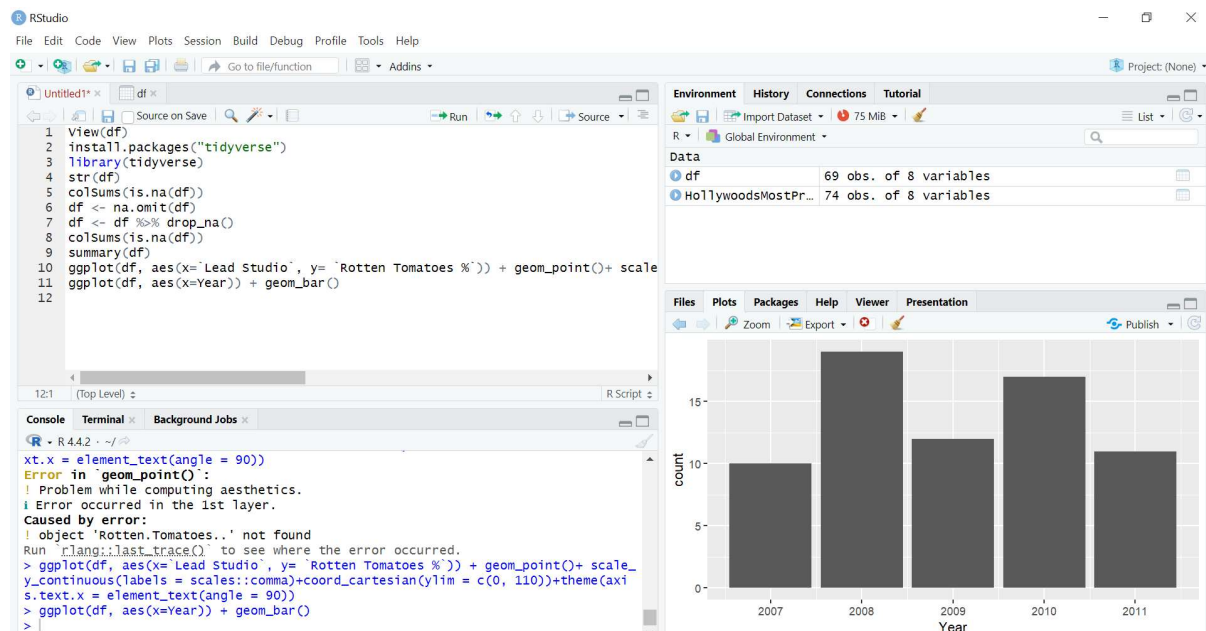 RStudio
File Edit Code View Plots Session Build Debug Profile Tools Help
Go to file/function Addins Project: (None)
Untitled1* df
Source on Save Run Source
1 View(df)
2 install.packages("tidyverse")
3 library(tidyverse)
4 str(df)
5 colSums(is.na(df))
6 df <- na.omit(df)
7 df <- df %>% drop_na()
8 colSums(is.na(df))
9 summary(df)
10 ggplot(df, aes(x=`Lead Studio`, y= `Rotten Tomatoes %`)) + geom_point()+ scale
11 ggplot(df, aes(x=Year)) + geom_bar()
12
12:1 (Top Level) R Script
Console Terminal Background Jobs
R R 4.4.2 · ~/
xt.x = element_text(angle = 90))
Error in `geom_point()`:
! Problem while computing aesthetics.
ℹ Error occurred in the 1st layer.
Caused by error:
! object 'Rotten.Tomatoes..' not found
Run `rlang::last_trace()` to see where the error occurred.
> ggplot(df, aes(x=`Lead Studio`, y= `Rotten Tomatoes %`)) + geom_point()+ scale_
y_continuous(labels = scales::comma)+coord_cartesian(ylim = c(0, 110))+theme(axi
s.text.x = element_text(angle = 90))
> ggplot(df, aes(x=Year)) + geom_bar()
>
Environment History Connections Tutorial
Import Dataset 75 MiB List
R Global Environment
Data
df 69 obs. of 8 variables
HollywoodsMostPr… 74 obs. of 8 variables
Files Plots Packages Help Viewer Presentation
Zoom Export Publish
15
10
5
0
count
2007 2008 2009 2010 2011
Year